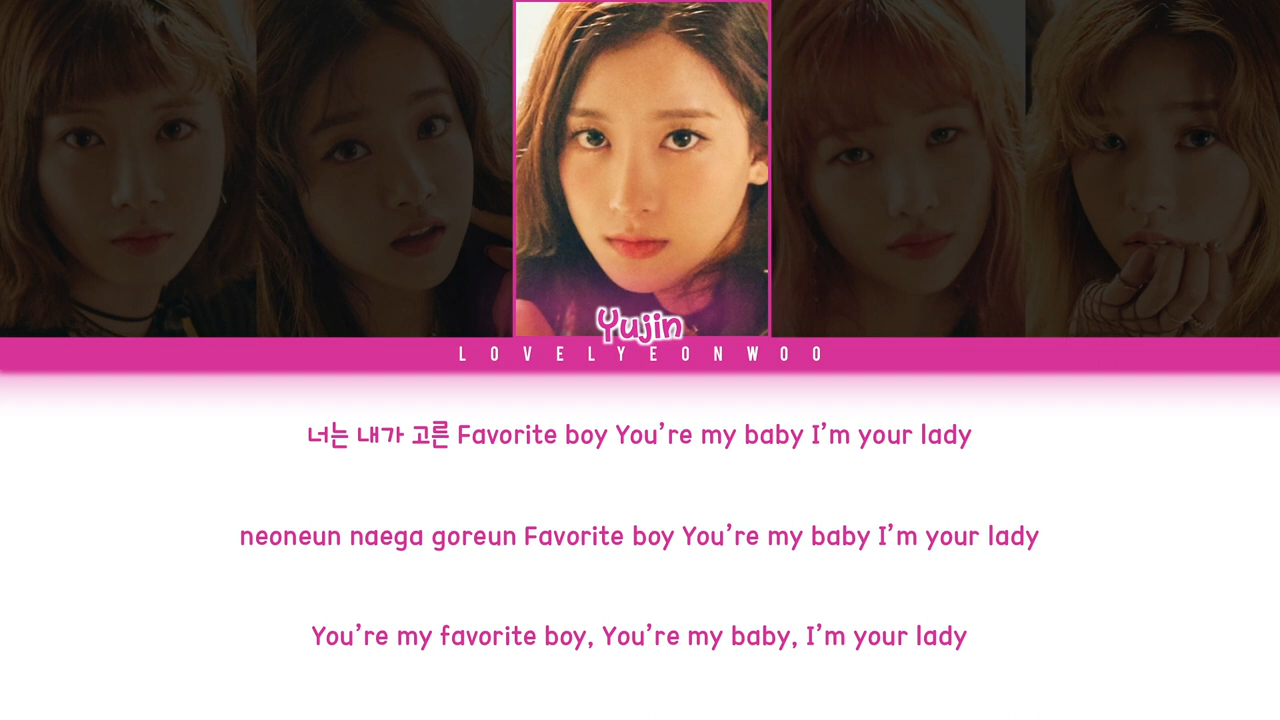 Yujin
LOVELYEONWOO
너는 내가 고른 Favorite boy You’re my baby I’m your lady
neoneun naega goreun Favorite boy You’re my baby I’m your lady
You’re my favorite boy, You’re my baby, I’m your lady